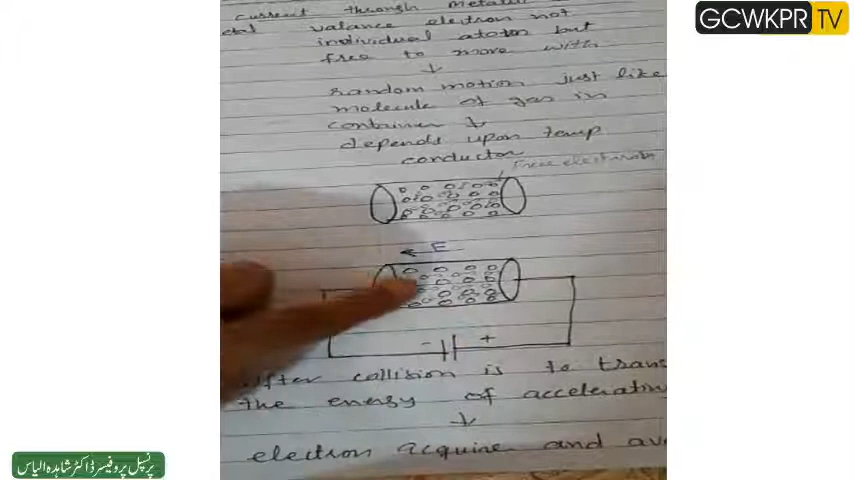 GCWKPR TV
current through metallic
valance electron not
individual atom but
free to move with
random motion just like
molecule of gas in
container
depends upon temp
conductor
free electron
E
- +
After collision is to trans
the energy of accelerating
electron acquire and av
پرنسپل پروفیسر ڈاکٹر شاہدہ الیاس